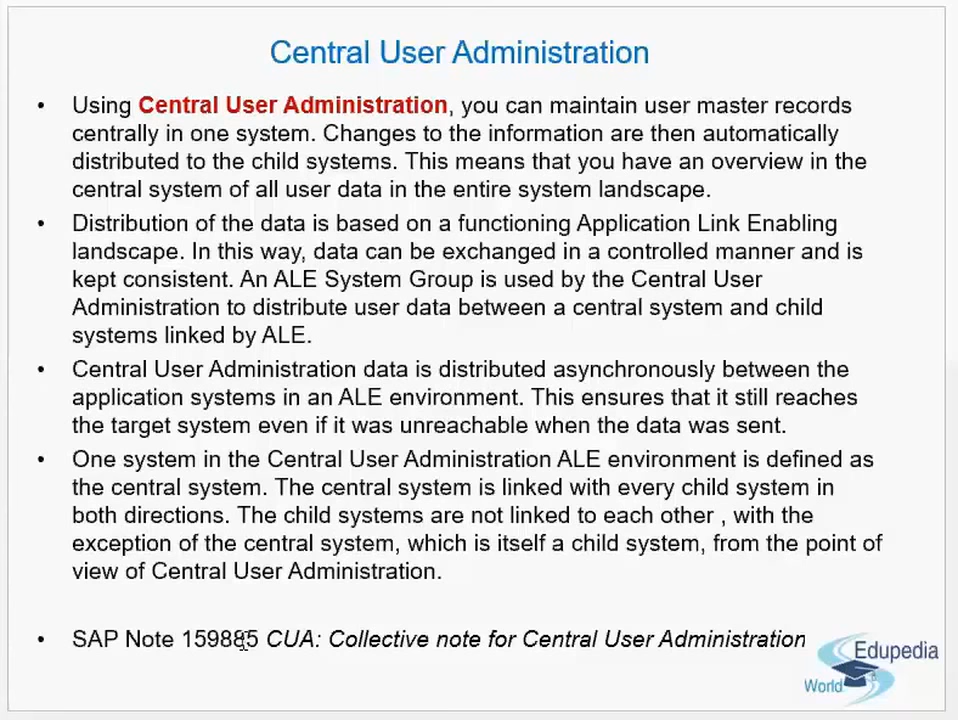 Central User Administration
• Using Central User Administration, you can maintain user master records
centrally in one system. Changes to the information are then automatically
distributed to the child systems. This means that you have an overview in the
central system of all user data in the entire system landscape.
• Distribution of the data is based on a functioning Application Link Enabling
landscape. In this way, data can be exchanged in a controlled manner and is
kept consistent. An ALE System Group is used by the Central User
Administration to distribute user data between a central system and child
systems linked by ALE.
• Central User Administration data is distributed asynchronously between the
application systems in an ALE environment. This ensures that it still reaches
the target system even if it was unreachable when the data was sent.
• One system in the Central User Administration ALE environment is defined as
the central system. The central system is linked with every child system in
both directions. The child systems are not linked to each other , with the
exception of the central system, which is itself a child system, from the point of
view of Central User Administration.
• SAP Note 159885 CUA: Collective note for Central User Administration
Edupedia
World